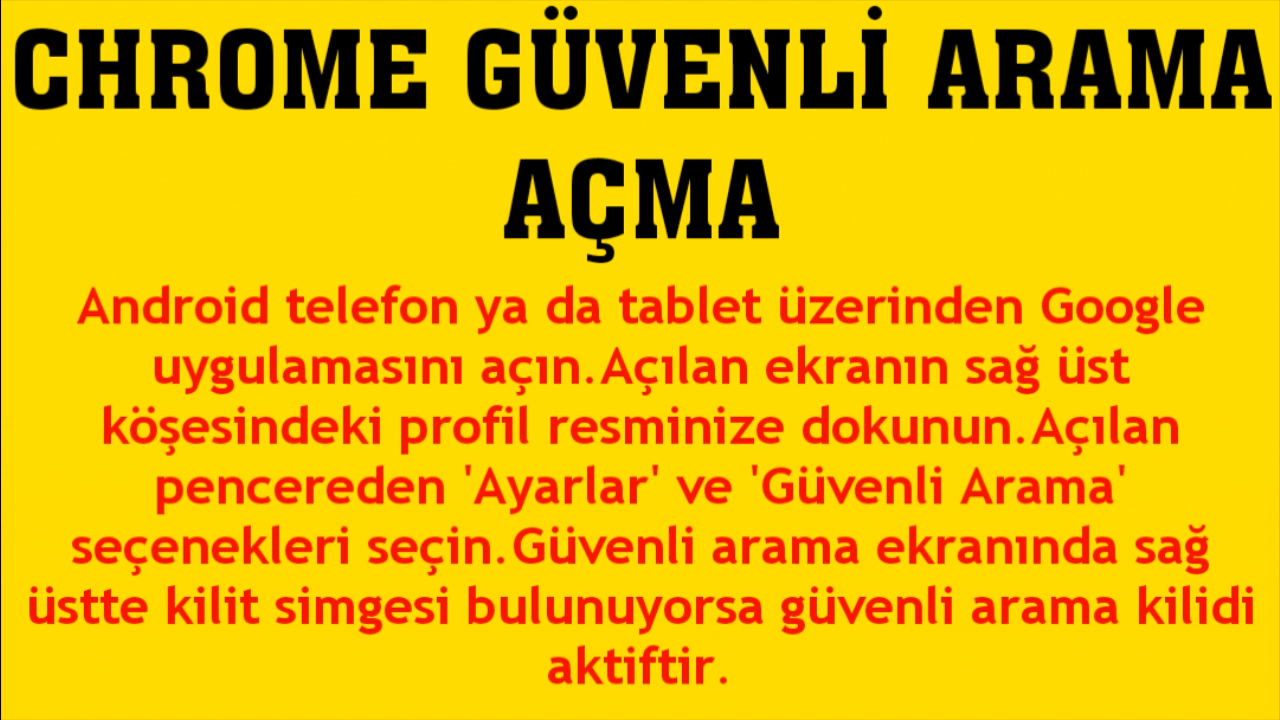 CHROME GÜVENLİ ARAMA
AÇMA
Android telefon ya da tablet üzerinden Google
uygulamasını açın.Açılan ekranın sağ üst
köşesindeki profil resminize dokunun.Açılan
pencereden 'Ayarlar' ve 'Güvenli Arama'
seçenekleri seçin.Güvenli arama ekranında sağ
üstte kilit simgesi bulunuyorsa güvenli arama kilidi
aktiftir.